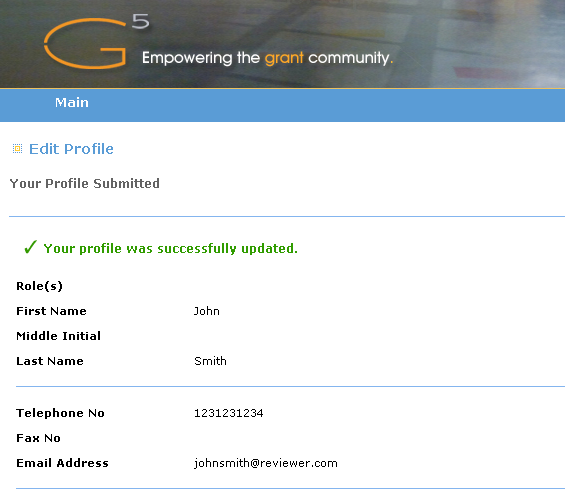 G5
Empowering the grant community.
Main
Edit Profile
Your Profile Submitted
✓ Your profile was successfully updated.
Role(s)
First Name John
Middle Initial
Last Name Smith
Telephone No 1231231234
Fax No
Email Address johnsmith@reviewer.com